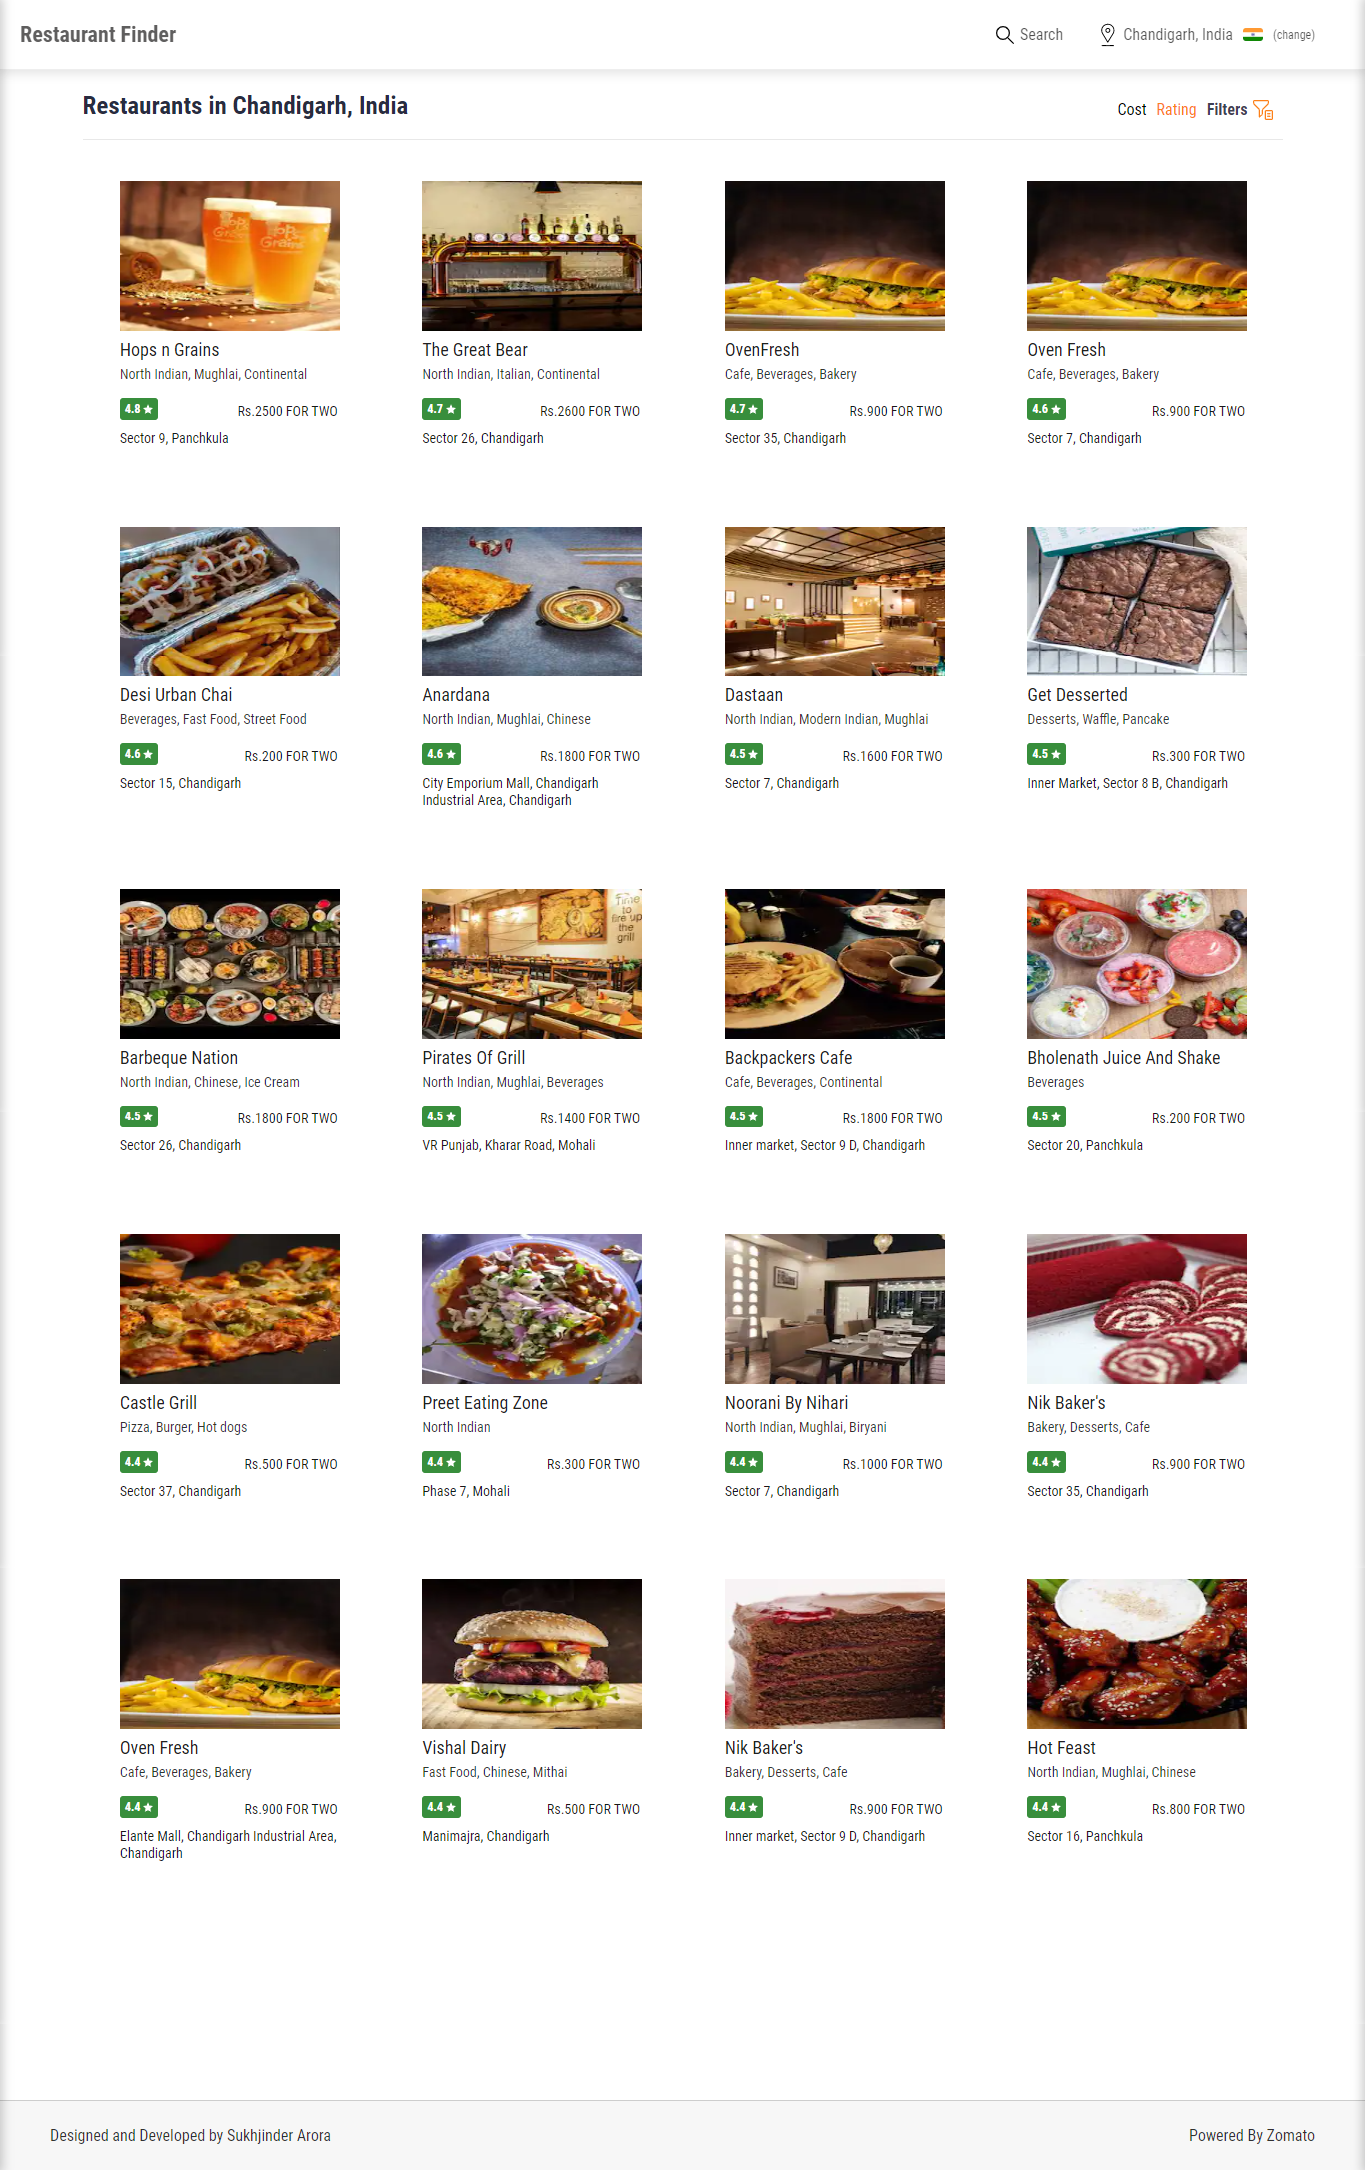 Restaurant Finder
Search
Chandigarh, India
(change)
Restaurants in Chandigarh, India
Cost Rating Filters
Hops n Grains
North Indian, Mughlai, Continental
4.8 ★ Rs.2500 FOR TWO
Sector 9, Panchkula
The Great Bear
North Indian, Italian, Continental
4.7 ★ Rs.2600 FOR TWO
Sector 26, Chandigarh
OvenFresh
Cafe, Beverages, Bakery
4.7 ★ Rs.900 FOR TWO
Sector 35, Chandigarh
Oven Fresh
Cafe, Beverages, Bakery
4.6 ★ Rs.900 FOR TWO
Sector 7, Chandigarh
Desi Urban Chai
Beverages, Fast Food, Street Food
4.6 ★ Rs.200 FOR TWO
Sector 15, Chandigarh
Anardana
North Indian, Mughlai, Chinese
4.6 ★ Rs.1800 FOR TWO
City Emporium Mall, Chandigarh
Industrial Area, Chandigarh
Dastaan
North Indian, Modern Indian, Mughlai
4.5 ★ Rs.1600 FOR TWO
Sector 7, Chandigarh
Get Desserted
Desserts, Waffle, Pancake
4.5 ★ Rs.300 FOR TWO
Inner Market, Sector 8 B, Chandigarh
Barbeque Nation
North Indian, Chinese, Ice Cream
4.5 ★ Rs.1800 FOR TWO
Sector 26, Chandigarh
Time
to
fire up
the
grill
Pirates Of Grill
North Indian, Mughlai, Beverages
4.5 ★ Rs.1400 FOR TWO
VR Punjab, Kharar Road, Mohali
Backpackers Cafe
Cafe, Beverages, Continental
4.5 ★ Rs.1800 FOR TWO
Inner market, Sector 9 D, Chandigarh
Bholenath Juice And Shake
Beverages
4.5 ★ Rs.200 FOR TWO
Sector 20, Panchkula
Castle Grill
Pizza, Burger, Hot dogs
4.4 ★ Rs.500 FOR TWO
Sector 37, Chandigarh
Preet Eating Zone
North Indian
4.4 ★ Rs.300 FOR TWO
Phase 7, Mohali
Noorani By Nihari
North Indian, Mughlai, Biryani
4.4 ★ Rs.1000 FOR TWO
Sector 7, Chandigarh
Nik Baker's
Bakery, Desserts, Cafe
4.4 ★ Rs.900 FOR TWO
Sector 35, Chandigarh
Oven Fresh
Cafe, Beverages, Bakery
4.4 ★ Rs.900 FOR TWO
Elante Mall, Chandigarh Industrial Area,
Chandigarh
Vishal Dairy
Fast Food, Chinese, Mithai
4.4 ★ Rs.500 FOR TWO
Manimajra, Chandigarh
Nik Baker's
Bakery, Desserts, Cafe
4.4 ★ Rs.900 FOR TWO
Inner market, Sector 9 D, Chandigarh
Hot Feast
North Indian, Mughlai, Chinese
4.4 ★ Rs.800 FOR TWO
Sector 16, Panchkula
Designed and Developed by Sukhjinder Arora
Powered By Zomato